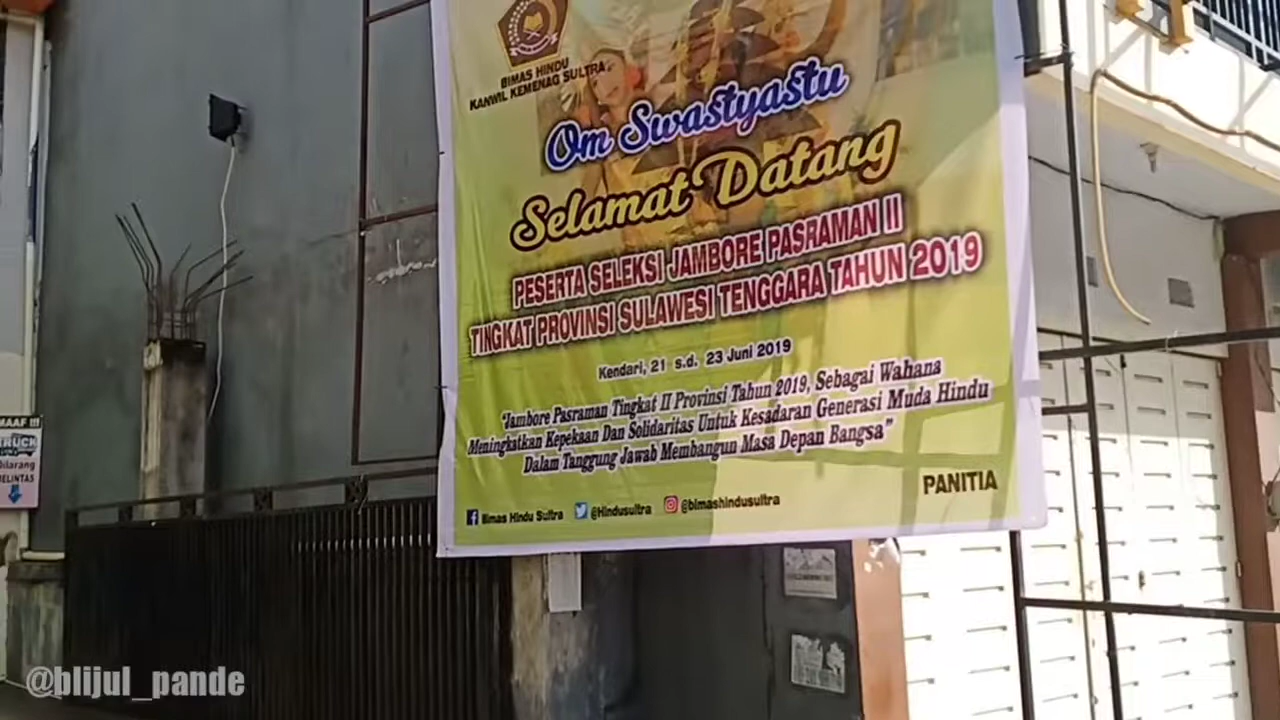 BIMAS HINDU
KANWIL KEMENAG SULTRA
Om Swastyastu
Selamat Datang
PESERTA SELEKSI JAMBORE PASRAMAN II
TINGKAT PROVINSI SULAWESI TENGGARA TAHUN 2019
Kendari, 21 s.d. 23 Juni 2019
"Jambore Pasraman Tingkat II Provinsi Tahun 2019, Sebagai Wahana
Meningkatkan Kepekaan Dan Solidaritas Untuk Kesadaran Generasi Muda Hindu
Dalam Tanggung Jawab Membangun Masa Depan Bangsa"
PANITIA
Bimas Hindu Sultra @Hindusultra @bimashindusultra
MAAF !!!
TRUCK
Dilarang
MELINTAS
@blijul_pande